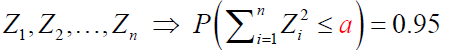 Z₁, Z₂, ..., Zₙ ⇒ P(∑ᵢ₌₁ⁿ Zᵢ² ≤ a) = 0.95